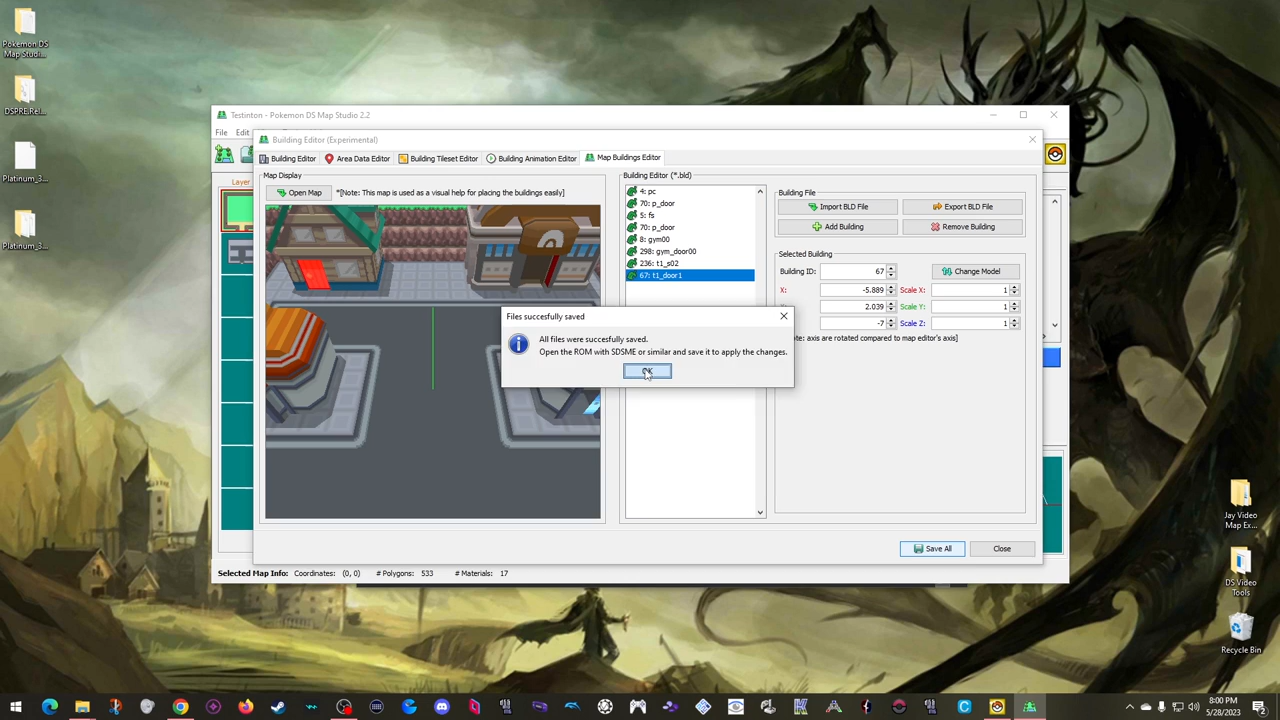 Pokemon DS
Map Studi...
DSPRE|Rel...
Platinum_3...
Platinum_3...
Testinton - Pokemon DS Map Studio 2.2
File Edit
Layer
Building Editor (Experimental)
Building Editor
Area Data Editor
Building Tileset Editor
Building Animation Editor
Map Buildings Editor
Map Display
Open Map
*[Note: This map is used as a visual help for placing the buildings easily]
Building Editor (*.bld)
4: pc
70: p_door
5: fs
70: p_door
8: gym00
298: gym_door00
236: t1_s02
67: t1_door1
Building File
Import BLD File
Export BLD File
Add Building
Remove Building
Selected Building
Building ID: 67
Change Model
X: -5.889 Scale X: 1
2.039 Scale Y: 1
-7 Scale Z: 1
te: axis are rotated compared to map editor's axis]
Files succesfully saved
All files were succesfully saved.
Open the ROM with SDSME or similar and save it to apply the changes.
OK
Save All
Close
Selected Map Info: Coordinates: (0, 0) # Polygons: 533 # Materials: 17
Jay Video
Map Ex...
DS Video
Tools
Recycle Bin
8:00 PM
5/28/2023